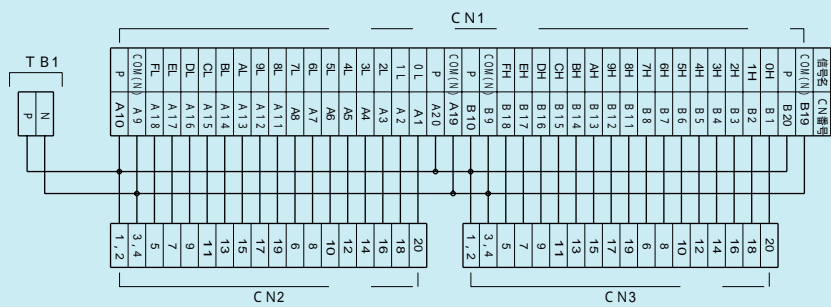 CN1
TB1
P COM(N) FL EL DL CL BL AL 9L 8L 7L 6L 5L 4L 3L 2L 1L 0L P COM(N) P COM(N) FH EH DH CH BH AH 9H 8H 7H 6H 5H 4H 3H 2H 1H 0H P COM(N) 信号名
A10 A9 A18 A17 A16 A15 A14 A13 A12 A11 A8 A7 A6 A5 A4 A3 A2 A1 A20 A19 B10 B9 B18 B17 B16 B15 B14 B13 B12 B11 B8 B7 B6 B5 B4 B3 B2 B1 B20 B19 CN番号
P N
1,2 3,4 5 7 9 11 13 15 17 19 6 8 10 12 14 16 18 20
1,2 3,4 5 7 9 11 13 15 17 19 6 8 10 12 14 16 18 20
CN2
CN3